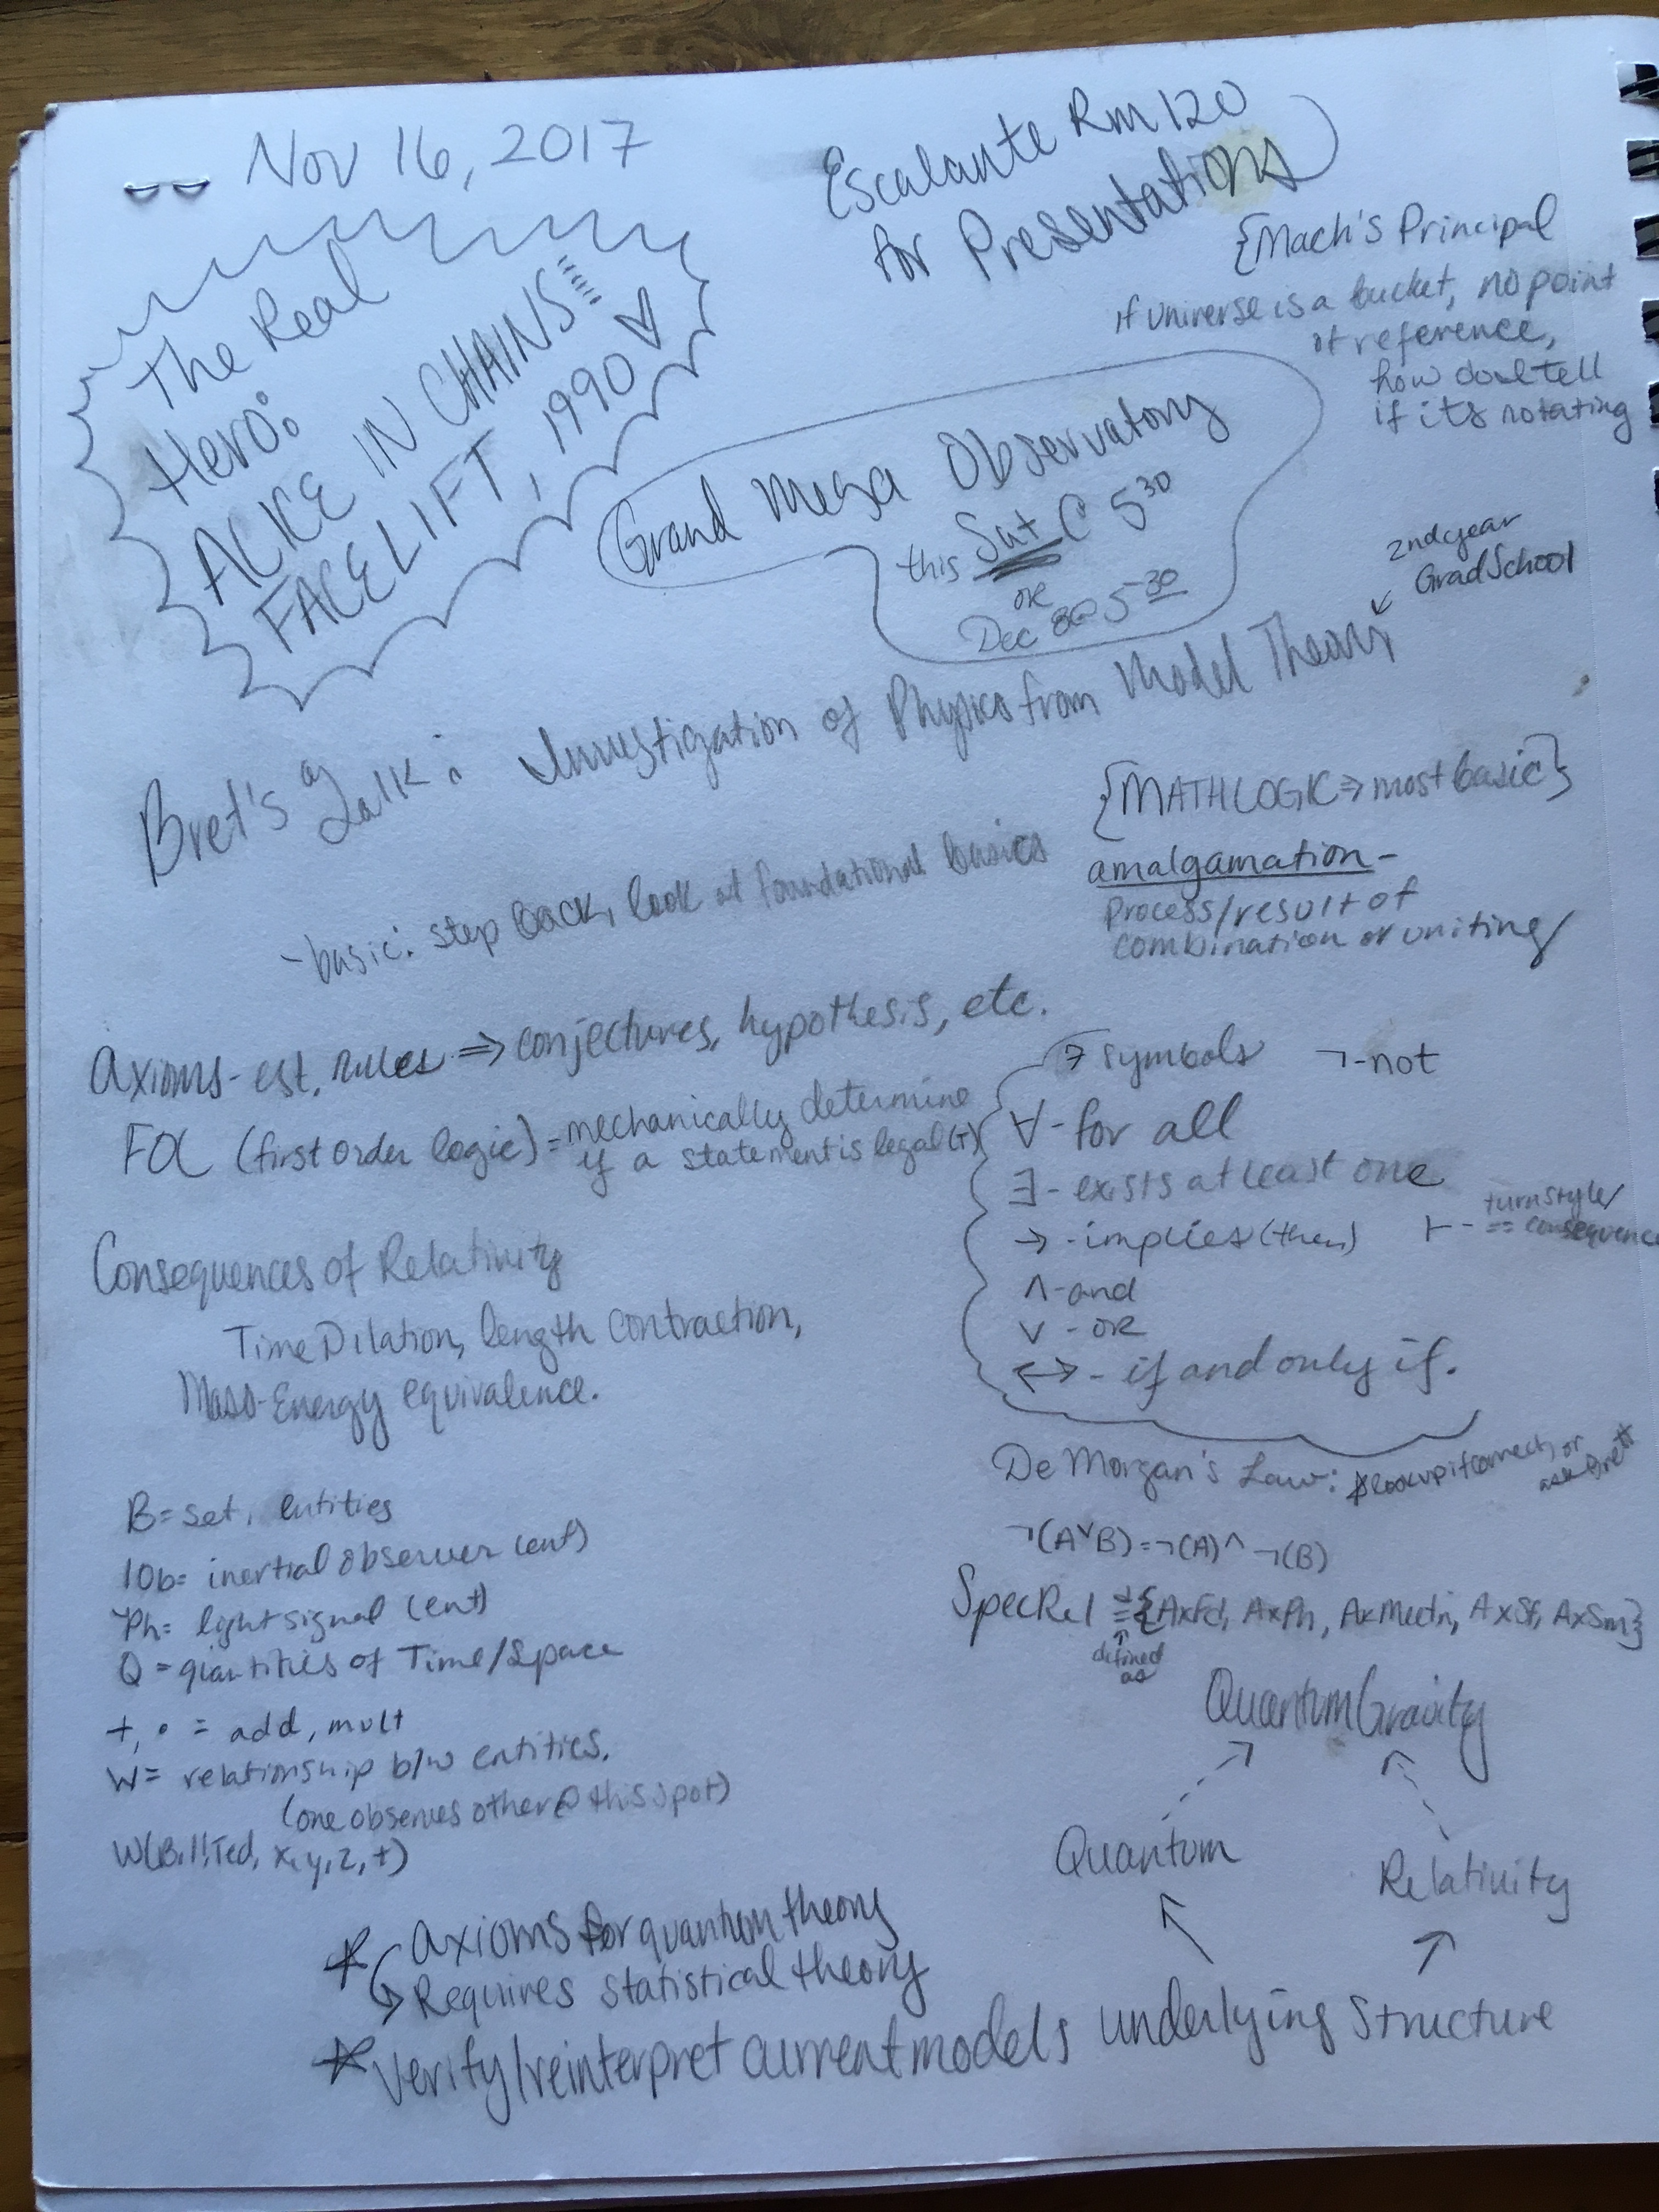 Nov 16, 2017
Escalante Rm 120
for Presentations
{Mach's Principal
if universe is a bucket, no point
of reference,
how do u tell
if its rotating
The Real
Hero:
ALICE IN CHAINS
FACELIFT, 1990
Grand Mesa Observatory
this Sat @ 5 30
OR
Dec 8 @ 5-30
2nd year
Grad School
Bret's Talk: Investigation of Physics from Model Theory
{MATH LOGIC ⇒ most basic}
- basic: step back, look at foundational basics
amalgamation -
Process/result of
combination or uniting
Axioms - est. rules ⇒ conjectures, hypothesis, etc.
FOL (first order logic) = mechanically determine
if a statement is legal (T)
7 symbols ¬ - not
∀ - for all
∃ - exists at least one
→ - implies (then) ⊢ - turnstyle/
== consequence
∧ - and
∨ - OR
↔ - if and only if.
Consequences of Relativity
Time Dilation, length contraction,
Mass-Energy equivalence.
De Morgan's Law: * look up if correct, or
ask Brett
¬(A∨B) = ¬(A) ∧ ¬(B)
SpecRel ≝ {AxFd, AxPh, AxMeetn, AxSf, AxSm}
defined
as
B = set, entities
IOb = inertial observer (ent)
Ph = light signal (ent)
Q = quantities of Time/Space
+, • = add, mult
W = relationship b/w entities.
(one observes other @ this spot)
W(Bill, Ted, x, y, z, t)
Quantum Gravity
Quantum
Relativity
* axioms for quantum theory
↳ Requires statistical theory
* Verify/reinterpret current models underlying structure